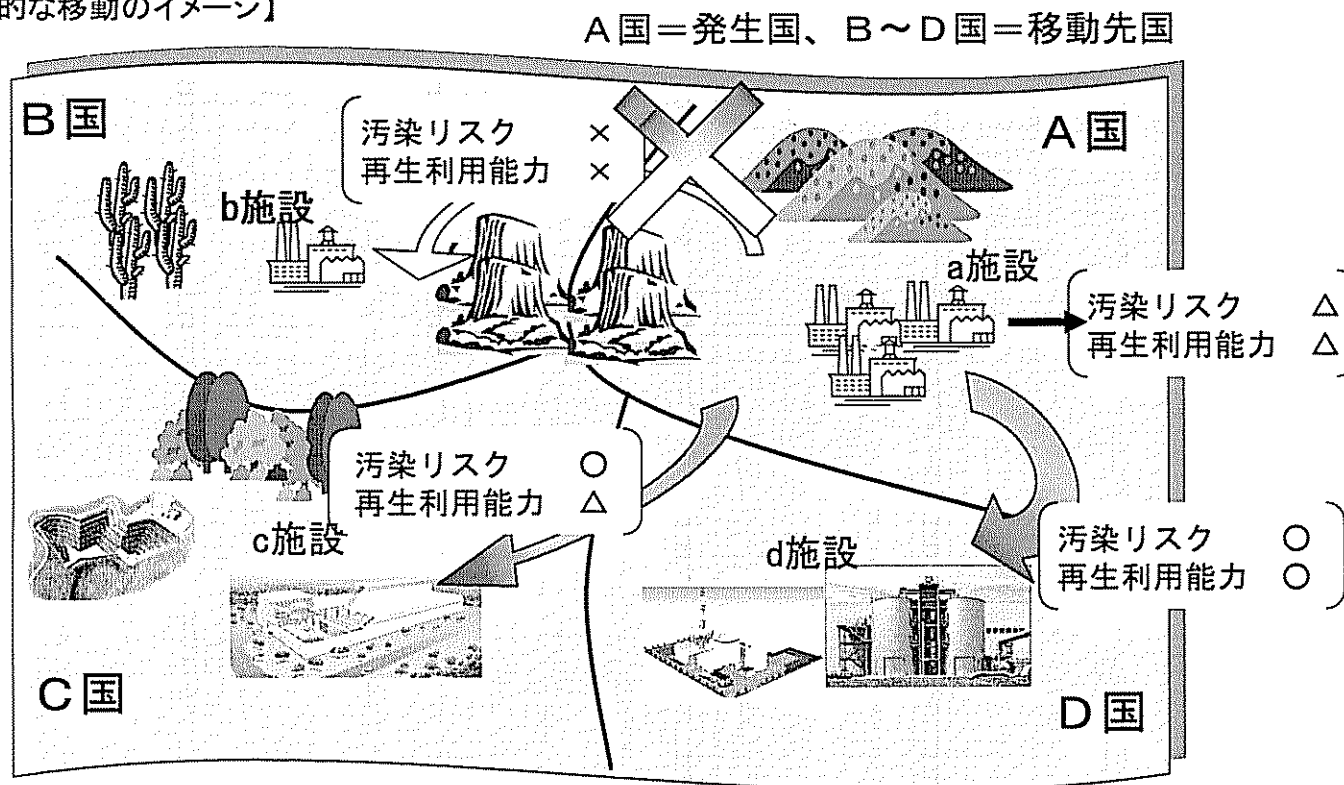 的な移動のイメージ】
A国＝発生国、B～D国＝移動先国
B国
汚染リスク ×
再生利用能力 ×
A国
b施設
a施設
汚染リスク △
再生利用能力 △
汚染リスク ○
再生利用能力 △
c施設
d施設
汚染リスク ○
再生利用能力 ○
C国
D国